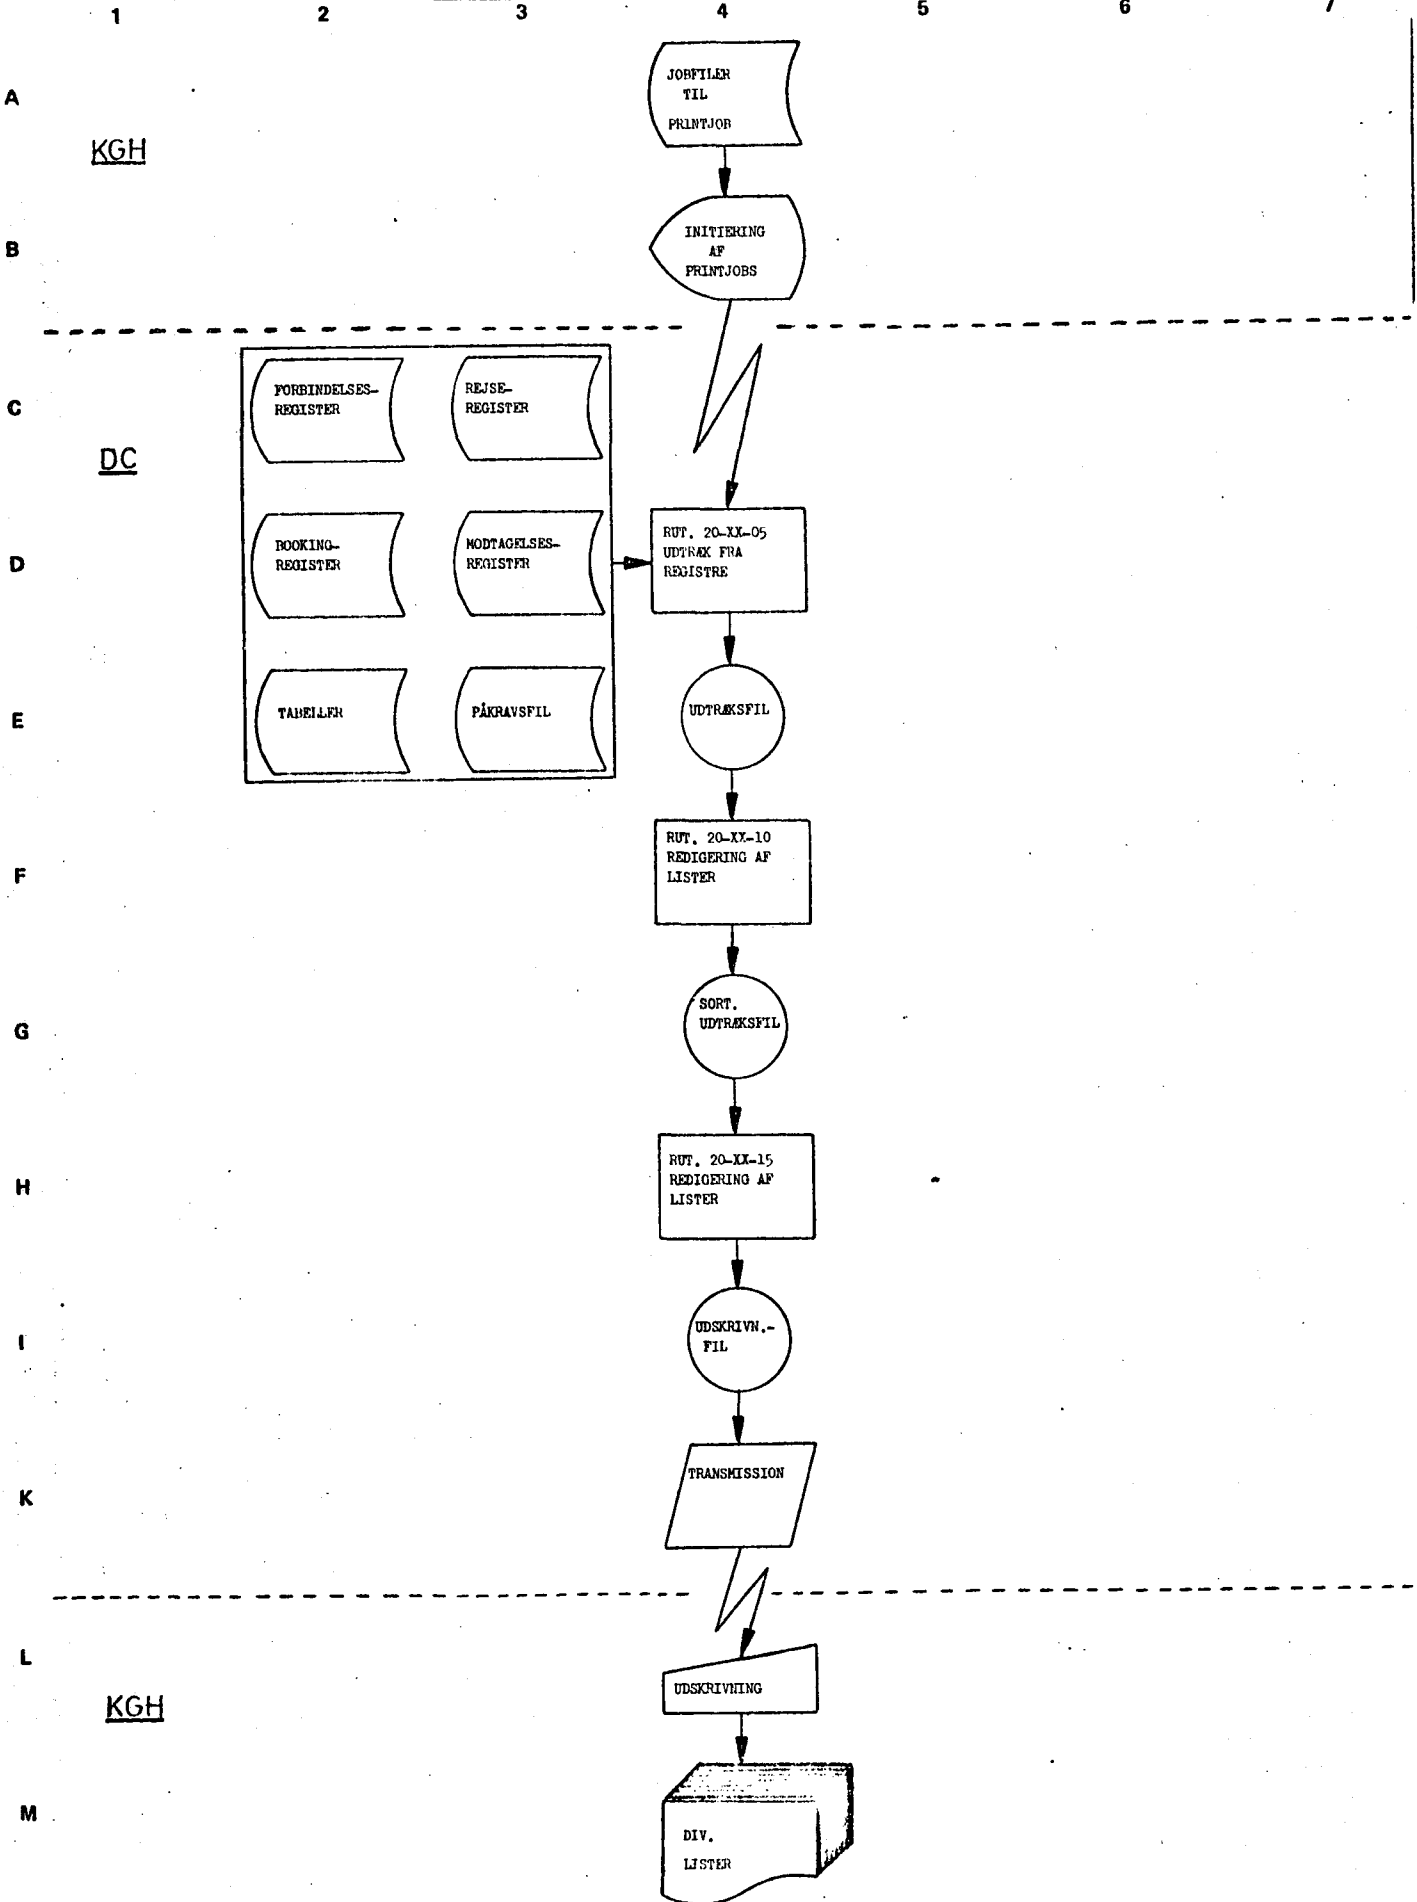 1 2 3 4 5 6 7
A
JOBFILER
TIL
PRINTJOB
KGH
B
INITIERING
AF
PRINTJOBS
C
FORBINDELSES-
REGISTER
REJSE-
REGISTER
DC
D
BOOKING-
REGISTER
MODTAGELSES-
REGISTER
RUT. 20-XX-05
UDTRÆK FRA
REGISTRE
E
TABELLER
PÅKRAVSFIL
UDTRÆKSFIL
F
RUT. 20-XX-10
REDIGERING AF
LISTER
G
SORT.
UDTRÆKSFIL
H
RUT. 20-XX-15
REDIGERING AF
LISTER
I
UDSKRIVN.-
FIL
K
TRANSMISSION
L
UDSKRIVNING
KGH
M
DIV.
LISTER